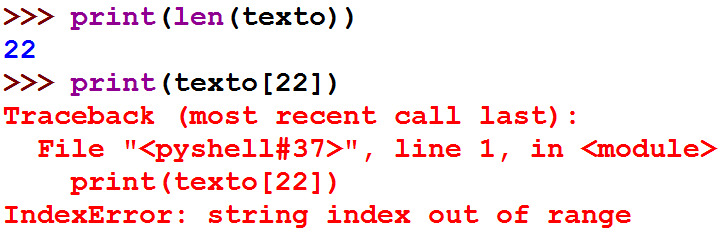 >>> print(len(texto))
22
>>> print(texto[22])
Traceback (most recent call last):
  File "<pyshell#37>", line 1, in <module>
    print(texto[22])
IndexError: string index out of range